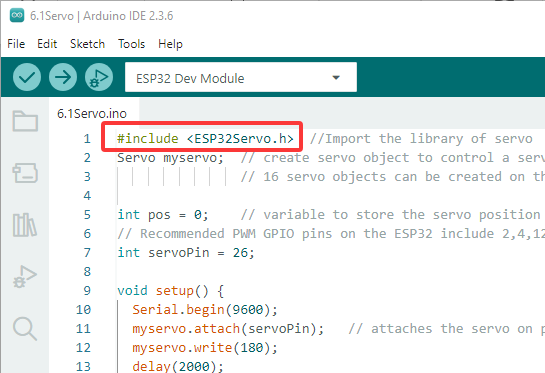 6.1Servo | Arduino IDE 2.3.6
File Edit Sketch Tools Help
ESP32 Dev Module
6.1Servo.ino
1 #include <ESP32Servo.h> //Import the library of servo
2 Servo myservo; // create servo object to control a serv
3 // 16 servo objects can be created on th
4
5 int pos = 0; // variable to store the servo position
6 // Recommended PWM GPIO pins on the ESP32 include 2,4,12
7 int servoPin = 26;
8
9 void setup() {
10 Serial.begin(9600);
11 myservo.attach(servoPin); // attaches the servo on p
12 myservo.write(180);
13 delay(2000);